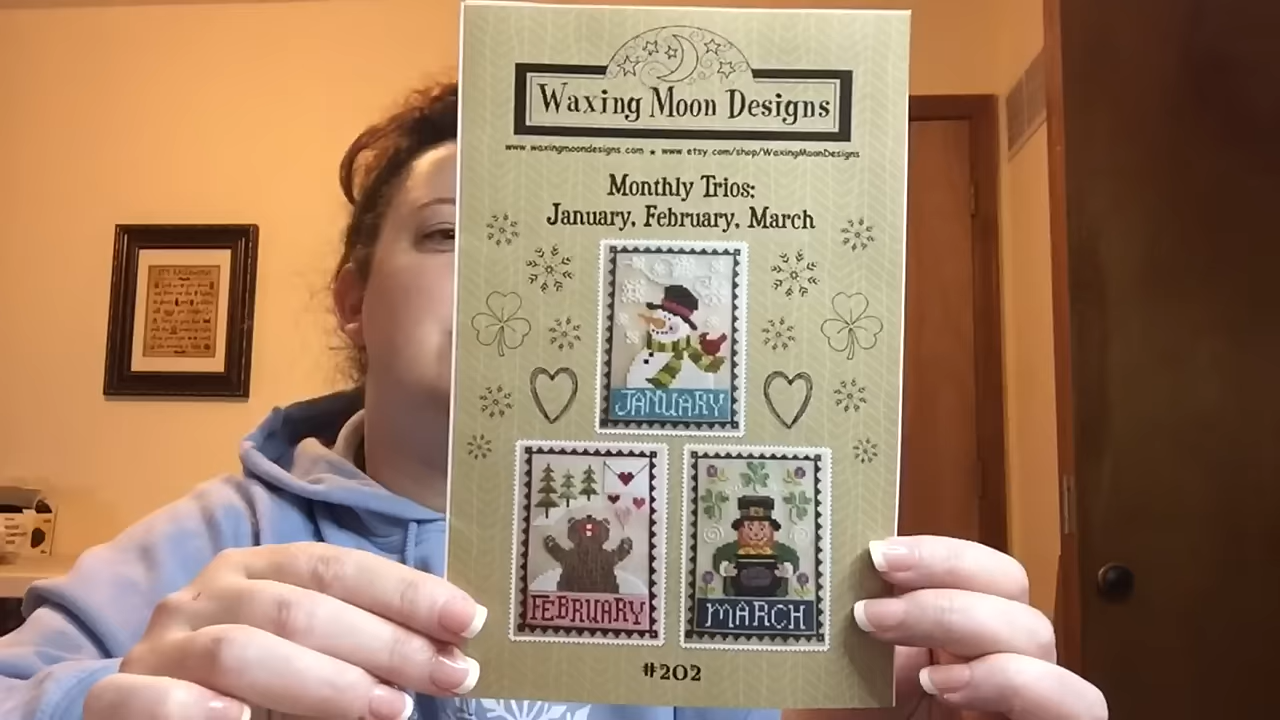 Waxing Moon Designs
www.waxingmoondesigns.com ★ www.etsy.com/shop/WaxingMoonDesigns
Monthly Trios:
January, February, March
JANUARY
FEBRUARY
MARCH
#202